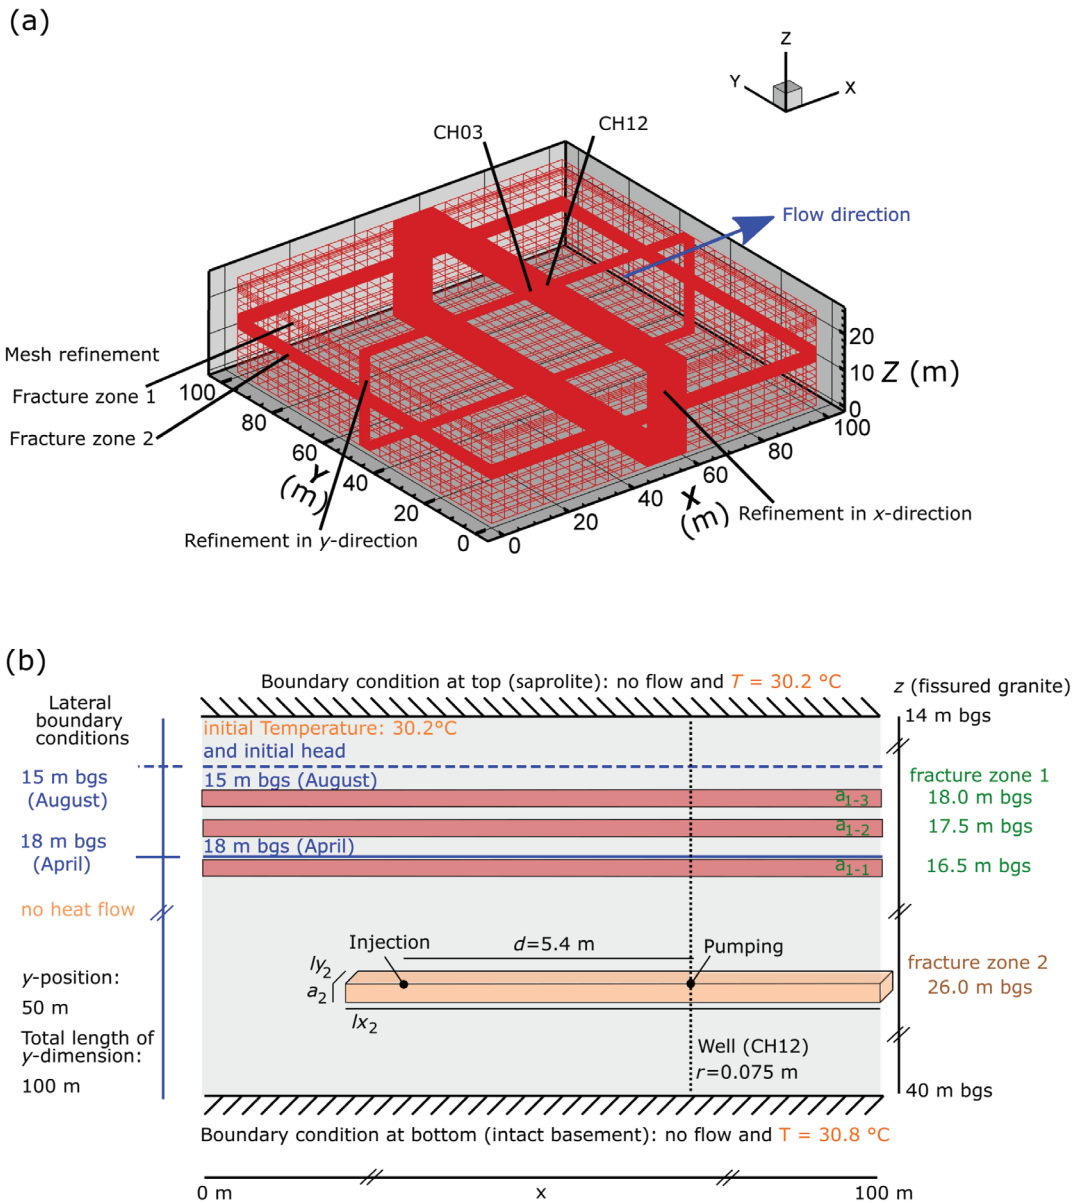 (a)
Z
Y
X
CH03
CH12
Flow direction
Mesh refinement
Fracture zone 1
Fracture zone 2
20
10
0
Z (m)
100
80
60
40
20
0
Y
(m)
0
20
40
60
80
100
X
(m)
Refinement in y-direction
Refinement in x-direction
(b)
Boundary condition at top (saprolite): no flow and T = 30.2 °C
Lateral
boundary
conditions
z (fissured granite)
14 m bgs
initial Temperature: 30.2°C
and initial head
15 m bgs
(August)
15 m bgs (August)
fracture zone 1
a1-3
18.0 m bgs
a1-2
17.5 m bgs
18 m bgs
(April)
18 m bgs (April)
a1-1
16.5 m bgs
no heat flow
Injection
d=5.4 m
Pumping
ly2
a2
lx2
fracture zone 2
26.0 m bgs
y-position:
50 m
Total length of
y-dimension:
100 m
Well (CH12)
r=0.075 m
40 m bgs
Boundary condition at bottom (intact basement): no flow and T = 30.8 °C
0 m
x
100 m